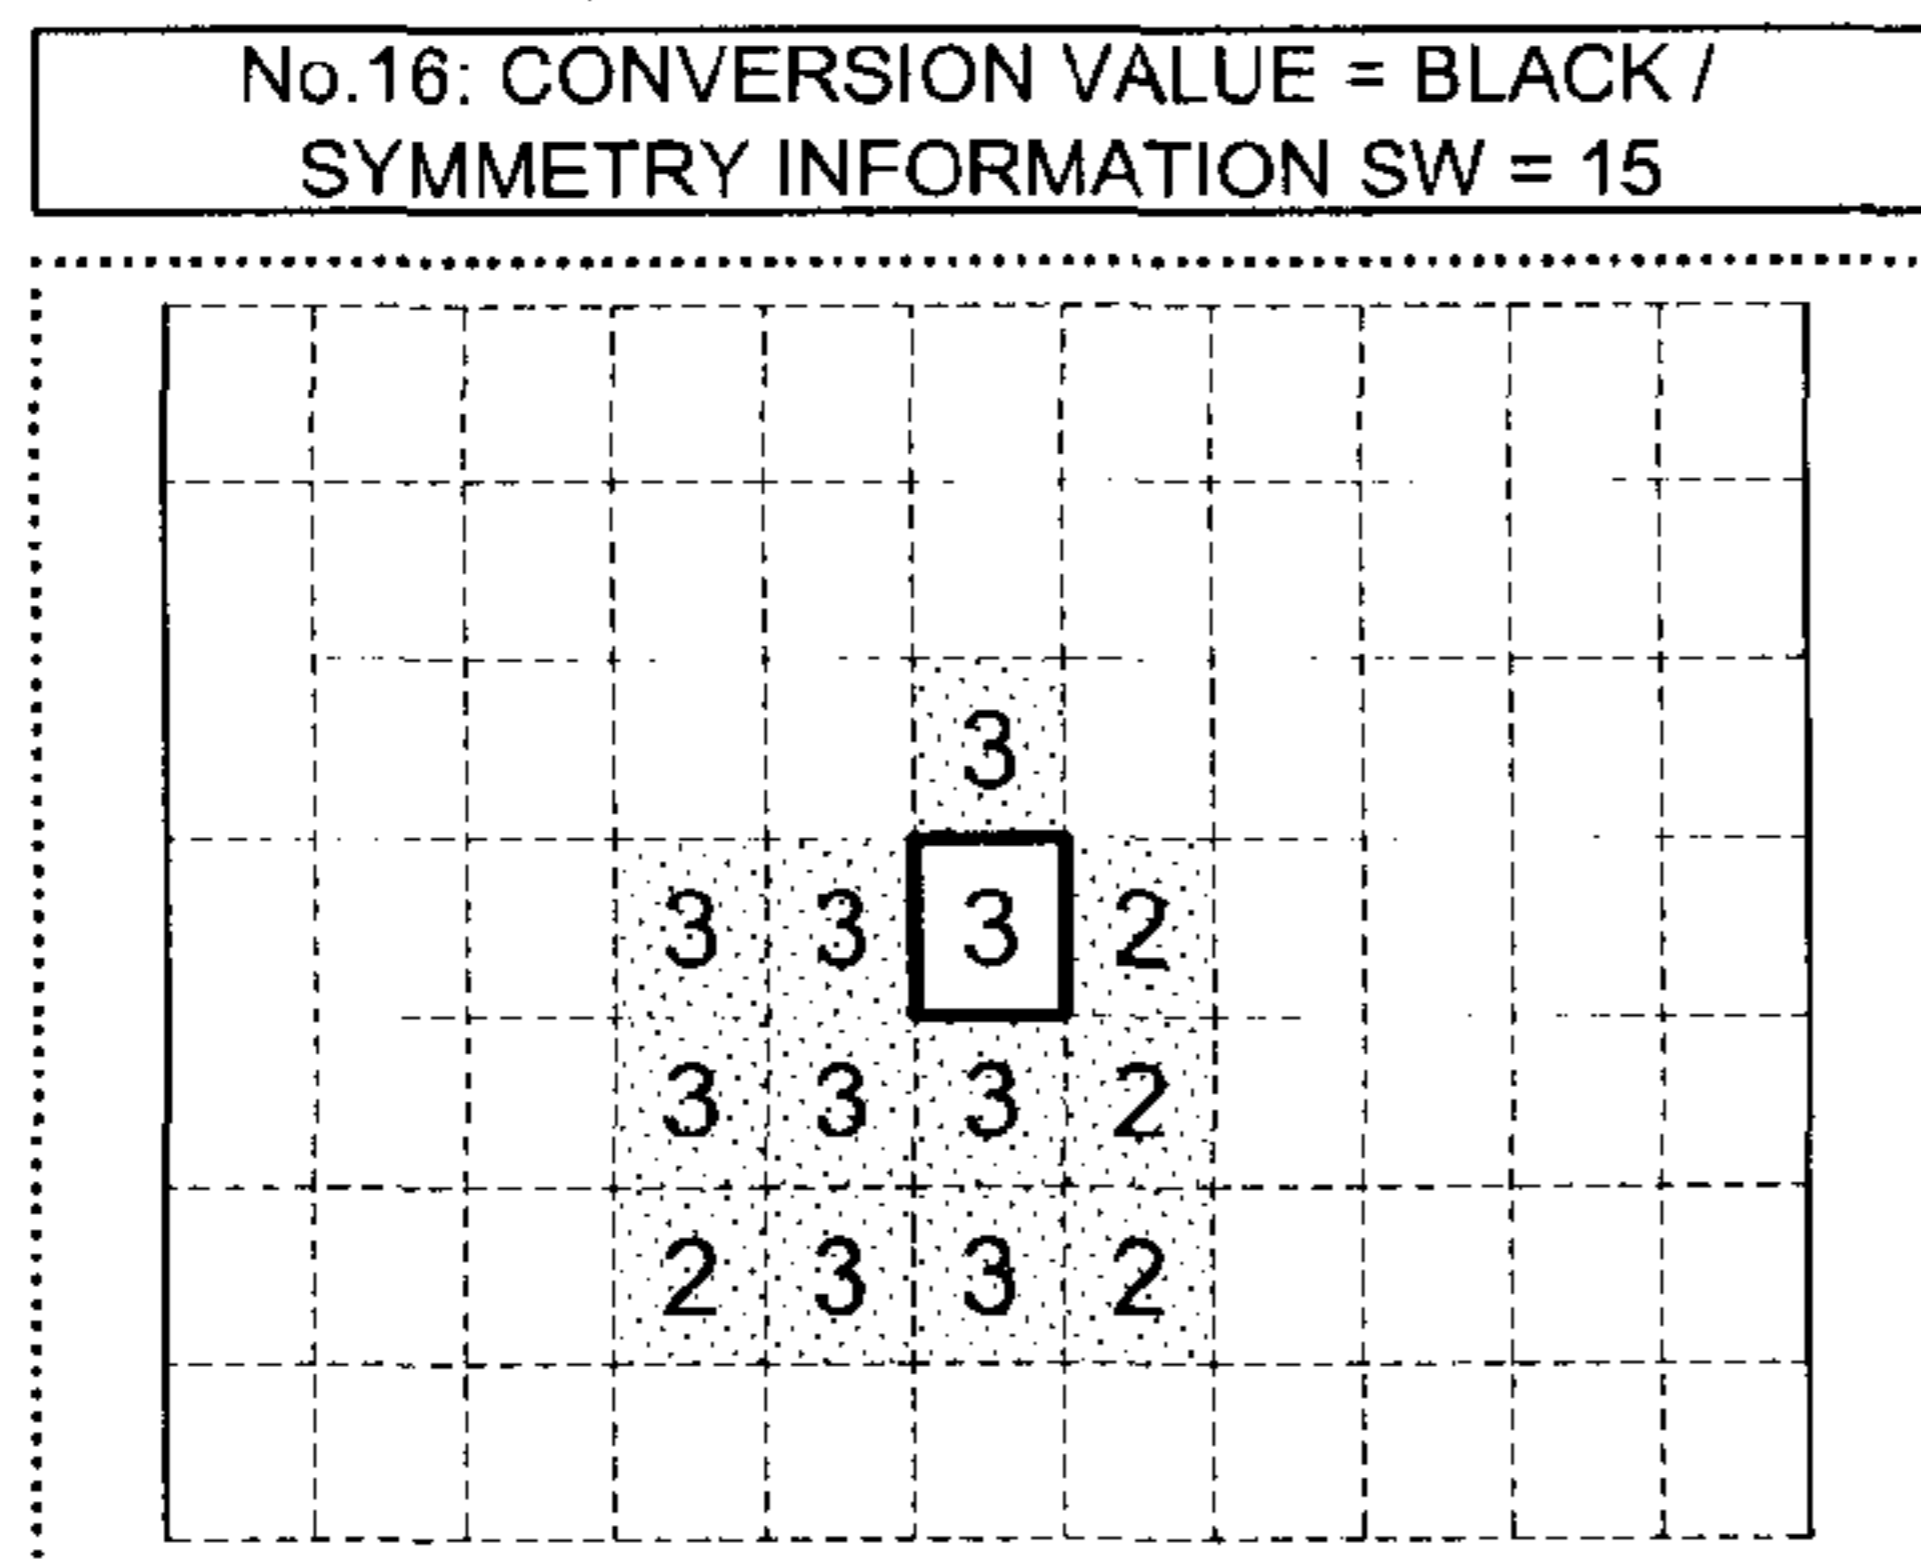 No.16: CONVERSION VALUE = BLACK /
SYMMETRY INFORMATION SW = 15
3
3 3 3 2
3 3 3 2
2 3 3 2